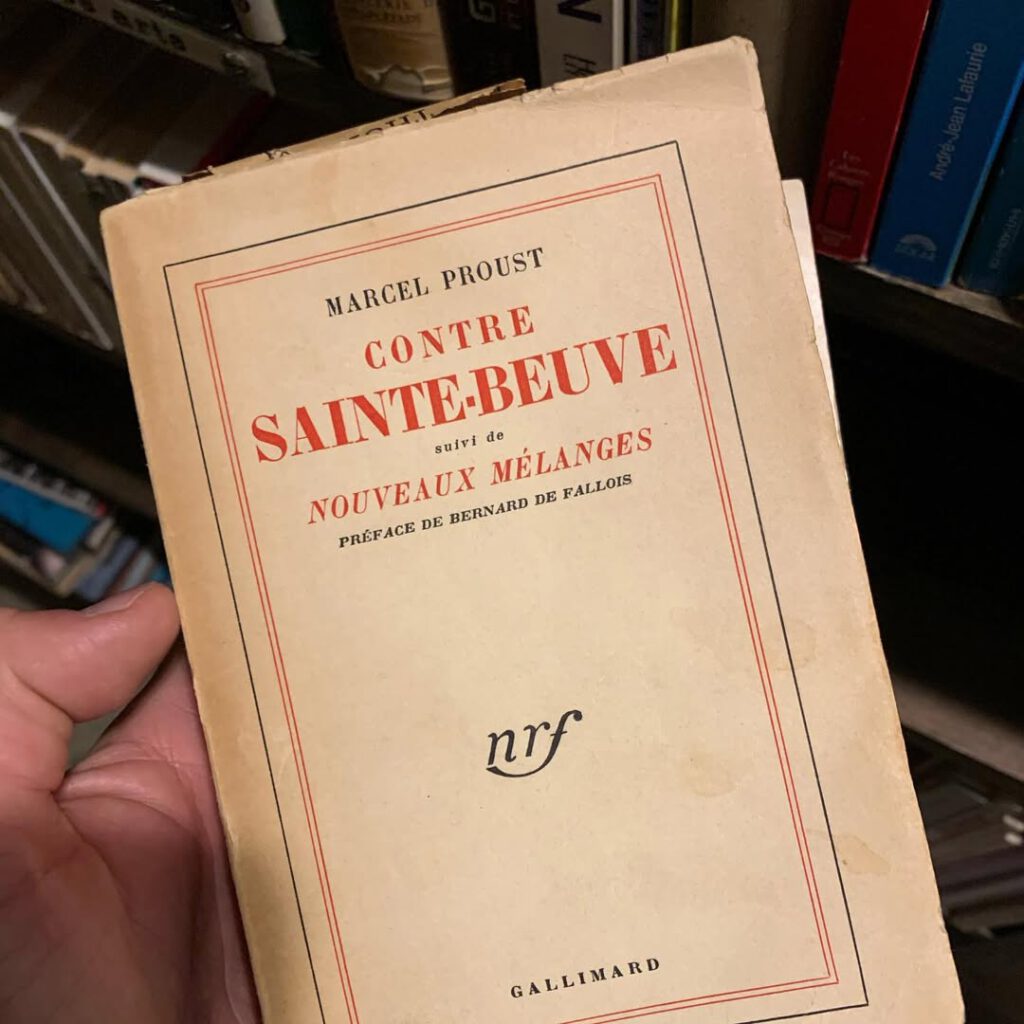 MARCEL PROUST
CONTRE
SAINTE-BEUVE
suivi de
NOUVEAUX MÉLANGES
PRÉFACE DE BERNARD DE FALLOIS
nrf
GALLIMARD
André-Jean Lafaurie